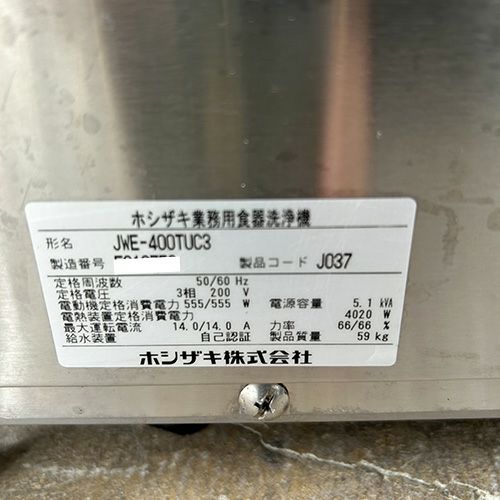 ホシザキ業務用食器洗浄機
形名 JWE-400TUC3
製造番号 製品コード J037
定格周波数 50/60 Hz
定格電圧 3相 200 V
電動機定格消費電力 555/555 W 電源容量 5.1 kVA
電熱装置定格消費電力 4020 W
最大運転電流 14.0/14.0 A 力率 66/66 %
給水装置 自己認証 製品質量 59 kg
ホシザキ株式会社